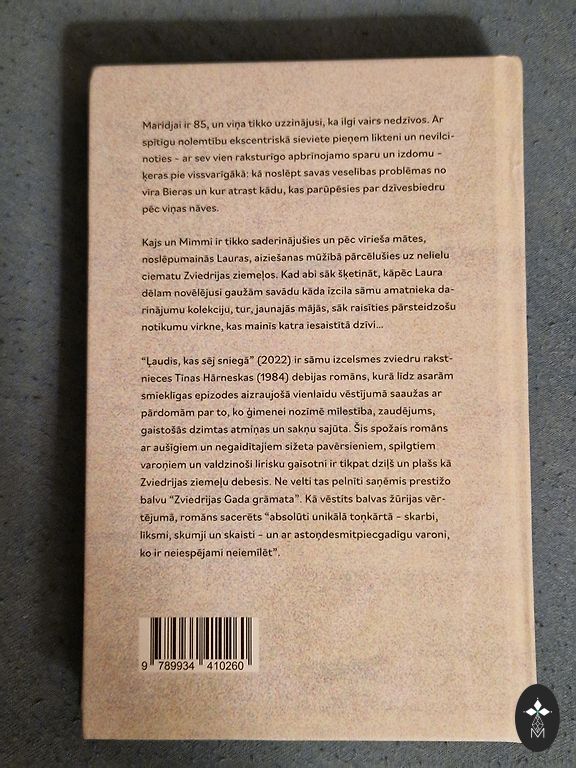 Maridjai ir 85, un viņa tikko uzzinājusi, ka ilgi vairs nedzīvos. Ar
spītīgu nolemtību ekscentriskā sieviete pieņem likteni un nevilci-
noties – ar sev vien raksturīgo apbrīnojamo sparu un izdomu –
ķeras pie vissvarīgākā: kā noslēpt savas veselības problēmas no
vīra Bieras un kur atrast kādu, kas parūpēsies par dzīvesbiedru
pēc viņas nāves.
Kajs un Mimmi ir tikko saderinājušies un pēc vīrieša mātes,
noslēpumainās Lauras, aiziešanas mūžībā pārcēlušies uz nelielu
ciematu Zviedrijas ziemeļos. Kad abi sāk šķetināt, kāpēc Laura
dēlam novēlējusi gaužām savādu kāda izcila sāmu amatnieka da-
rinājumu kolekciju, tur, jaunajās mājās, sāk raisīties pārsteidzošu
notikumu virkne, kas mainīs katra iesaistītā dzīvi...
“Ļaudis, kas sēj sniegā” (2022) ir sāmu izcelsmes zviedru rakst-
nieces Tinas Hārneskas (1984) debijas romāns, kurā līdz asarām
smieklīgas epizodes aizraujošā vienlaidu vēstījumā saaužas ar
pārdomām par to, ko ģimenei nozīmē mīlestība, zaudējums,
gaistošās dzimtas atmiņas un sakņu sajūta. Šis spožais romāns
ar aušīgiem un negaidītajiem sižeta pavērsieniem, spilgtiem
varoņiem un valdzinoši lirisku gaisotni ir tikpat dziļš un plašs kā
Zviedrijas ziemeļu debesis. Ne velti tas pelnīti saņēmis prestižo
balvu “Zviedrijas Gada grāmata”. Kā vēstīts balvas žūrijas vēr-
tējumā, romāns sacerēts “absolūti unikālā toņkārtā – skarbi,
līksmi, skumji un skaisti – un ar astoņdesmitpiecgadīgu varoni,
ko ir neiespējami neiemīlēt”.
9 789934 410260
M